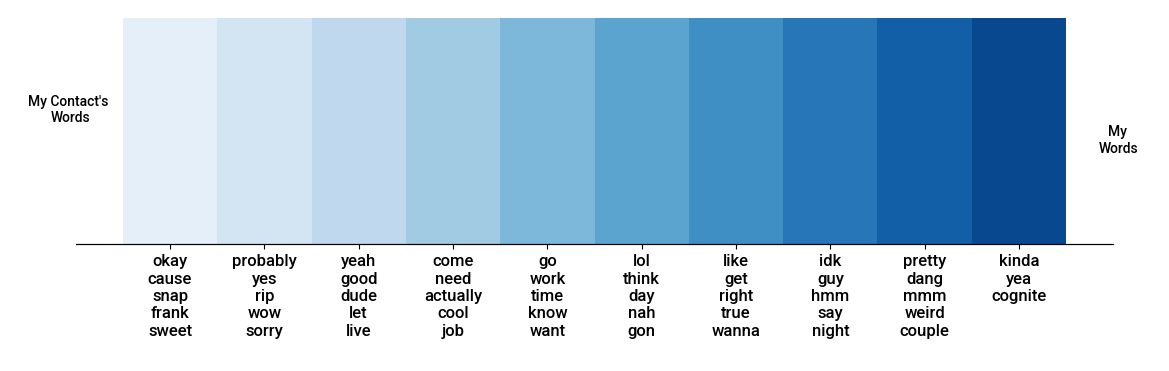 My Contact's
Words
My
Words
okay probably yeah come go lol like idk pretty kinda
cause yes good need work think get guy dang yea
snap rip dude actually time day right hmm mmm cognite
frank wow let cool know nah true say weird
sweet sorry live job want gon wanna night couple